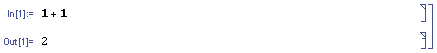 In[1]:= 1 + 1
Out[1]= 2